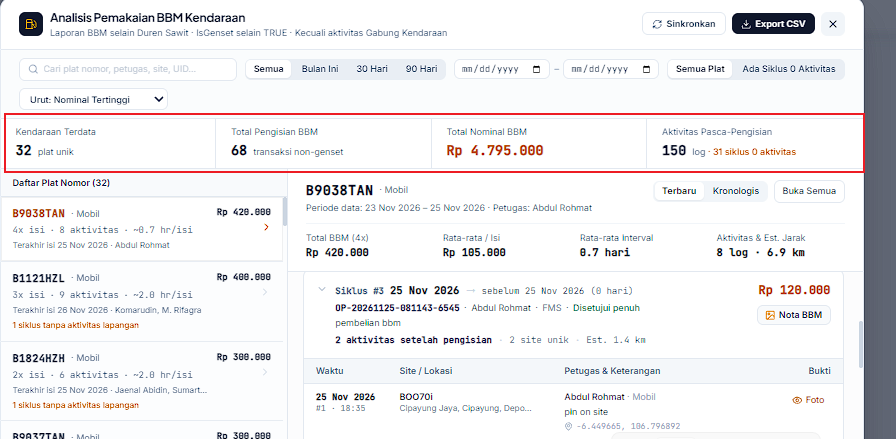 Analisis Pemakaian BBM Kendaraan
Laporan BBM selain Duren Sawit · IsGenset selain TRUE · Kecuali aktivitas Gabung Kendaraan
Sinkronkan
Export CSV
Cari plat nomor, petugas, site, UID...
Semua
Bulan Ini
30 Hari
90 Hari
mm/dd/yyyy
–
mm/dd/yyyy
Semua Plat
Ada Siklus 0 Aktivitas
Urut: Nominal Tertinggi
Kendaraan Terdata
32 plat unik
Total Pengisian BBM
68 transaksi non-genset
Total Nominal BBM
Rp 4.795.000
Aktivitas Pasca-Pengisian
150 log · 31 siklus 0 aktivitas
Daftar Plat Nomor (32)
B9038TAN · Mobil
Rp 420.000
4x isi · 8 aktivitas · ~0.7 hr/isi
Terakhir isi 25 Nov 2026 · Abdul Rohmat
B1121HZL · Mobil
Rp 400.000
3x isi · 9 aktivitas · ~2.0 hr/isi
Terakhir isi 26 Nov 2026 · Komarudin, M. Rifagra
1 siklus tanpa aktivitas lapangan
B1824HZH · Mobil
Rp 300.000
2x isi · 6 aktivitas · ~2.0 hr/isi
Terakhir isi 25 Nov 2026 · Jaenal Abidin, Sumart...
1 siklus tanpa aktivitas lapangan
B9037TAN · Mobil
Rp 300.000
B9038TAN · Mobil
Periode data: 23 Nov 2026 – 25 Nov 2026 · Petugas: Abdul Rohmat
Terbaru
Kronologis
Buka Semua
Total BBM (4x)
Rp 420.000
Rata-rata / Isi
Rp 105.000
Rata-rata Interval
0.7 hari
Aktivitas & Est. Jarak
8 log · 6.9 km
Siklus #3 25 Nov 2026 → sebelum 25 Nov 2026 (0 hari)
Rp 120.000
OP-20261125-081143-6545 · Abdul Rohmat · FMS · Disetujui penuh
pembelian bbm
Nota BBM
2 aktivitas setelah pengisian · 2 site unik · Est. 1.4 km
Waktu
Site / Lokasi
Petugas & Keterangan
Bukti
25 Nov 2026
#1 · 18:35
BOO70i
Cipayung Jaya, Cipayung, Depo...
Abdul Rohmat · Mobil
pin on site
-6.449665, 106.796892
Foto